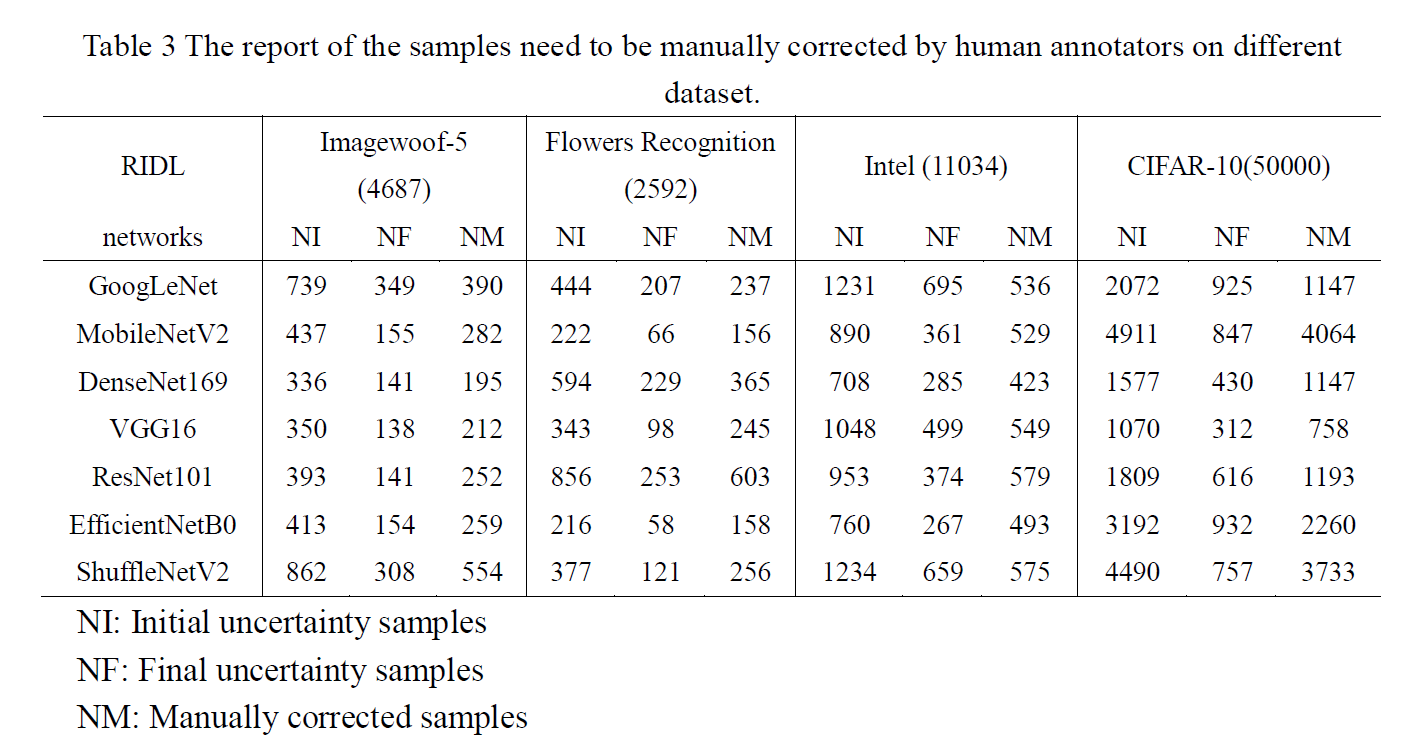 Table 3 The report of the samples need to be manually corrected by human annotators on different
dataset.
RIDL Imagewoof-5 Flowers Recognition Intel (11034) CIFAR-10(50000)
(4687) (2592)
networks NI NF NM NI NF NM NI NF NM NI NF NM
GoogLeNet 739 349 390 444 207 237 1231 695 536 2072 925 1147
MobileNetV2 437 155 282 222 66 156 890 361 529 4911 847 4064
DenseNet169 336 141 195 594 229 365 708 285 423 1577 430 1147
VGG16 350 138 212 343 98 245 1048 499 549 1070 312 758
ResNet101 393 141 252 856 253 603 953 374 579 1809 616 1193
EfficientNetB0 413 154 259 216 58 158 760 267 493 3192 932 2260
ShuffleNetV2 862 308 554 377 121 256 1234 659 575 4490 757 3733
NI: Initial uncertainty samples
NF: Final uncertainty samples
NM: Manually corrected samples